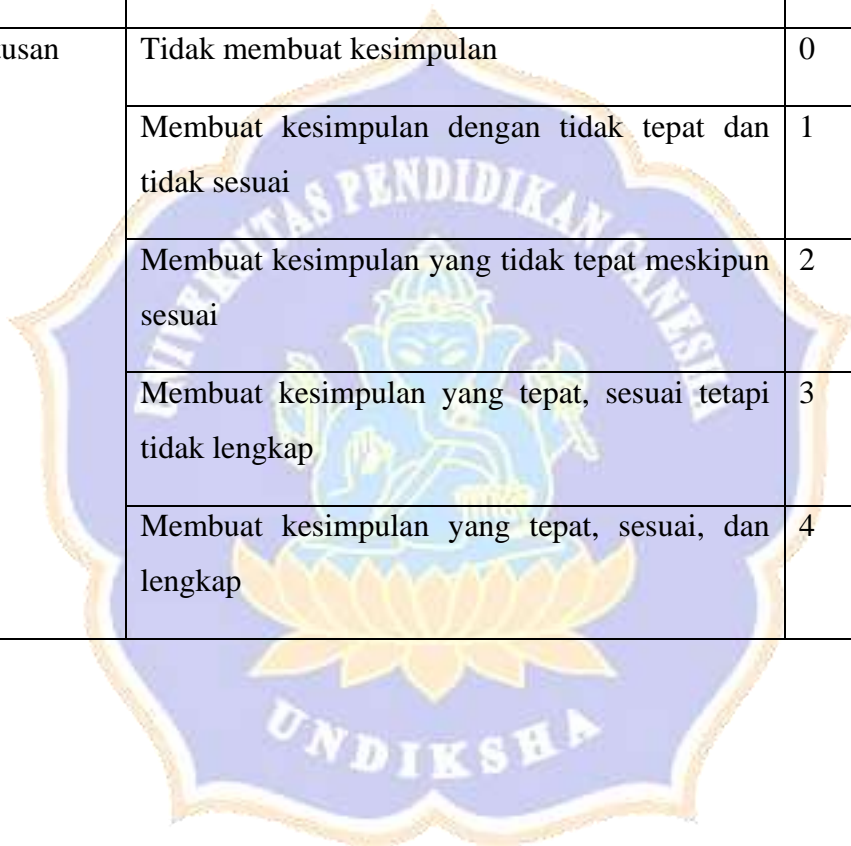 Tidak membuat kesimpulan 0
Membuat kesimpulan dengan tidak tepat dan 1
tidak sesuai
Membuat kesimpulan yang tidak tepat meskipun 2
sesuai
Membuat kesimpulan yang tepat, sesuai tetapi 3
tidak lengkap
Membuat kesimpulan yang tepat, sesuai, dan 4
lengkap
UNIVERSITAS PENDIDIKAN GANESHA
UNDIKSHA